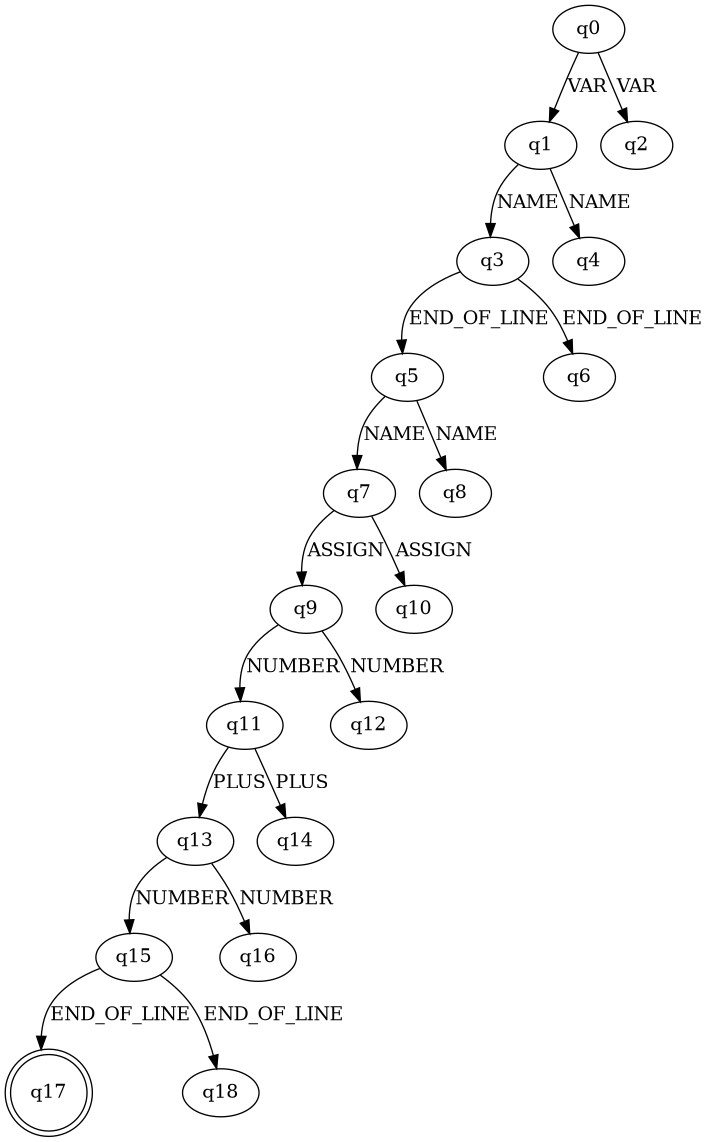 q0
VAR VAR
q1 q2
NAME NAME
q3 q4
END_OF_LINE END_OF_LINE
q5 q6
NAME NAME
q7 q8
ASSIGN ASSIGN
q9 q10
NUMBER NUMBER
q11 q12
PLUS PLUS
q13 q14
NUMBER NUMBER
q15 q16
END_OF_LINE END_OF_LINE
q17 q18